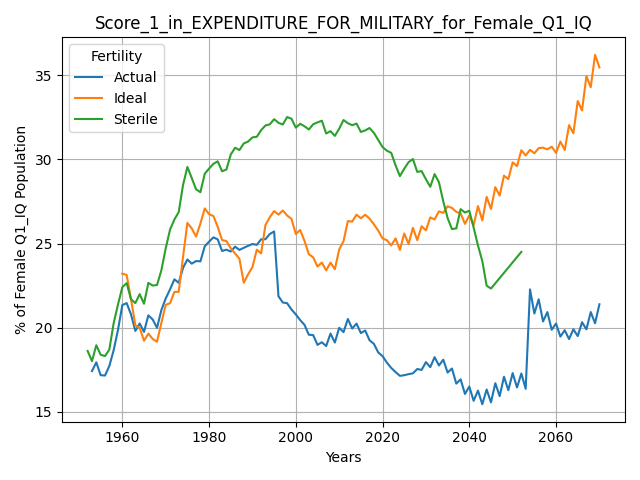 Score_1_in_EXPENDITURE_FOR_MILITARY_for_Female_Q1_IQ
Fertility
Actual
Ideal
Sterile
% of Female Q1_IQ Population
35
30
25
20
15
1960
1980
2000
2020
2040
2060
Years